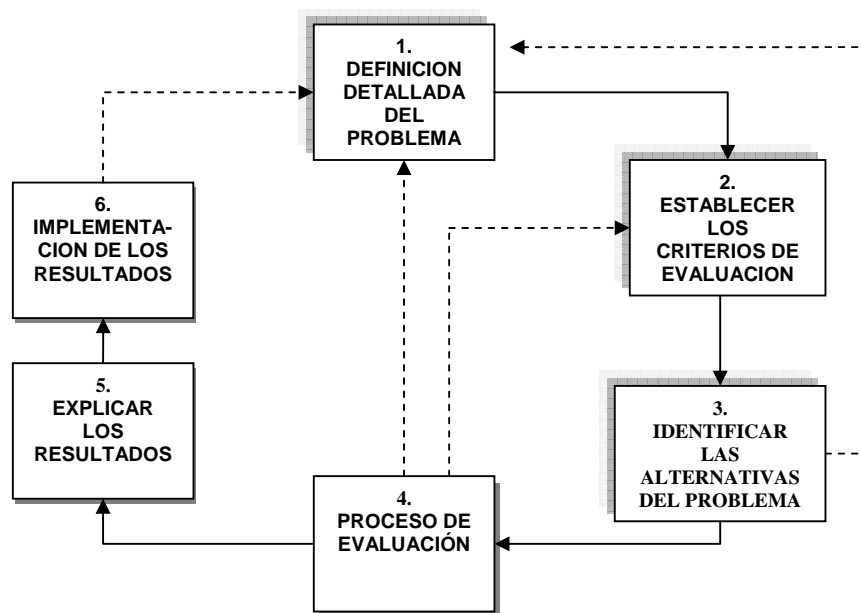 1.
DEFINICION
DETALLADA
DEL
PROBLEMA
2.
ESTABLECER
LOS
CRITERIOS DE
EVALUACION
3.
IDENTIFICAR
LAS
ALTERNATIVAS
DEL PROBLEMA
4.
PROCESO DE
EVALUACIÓN
5.
EXPLICAR
LOS
RESULTADOS
6.
IMPLEMENTA-
CION DE LOS
RESULTADOS